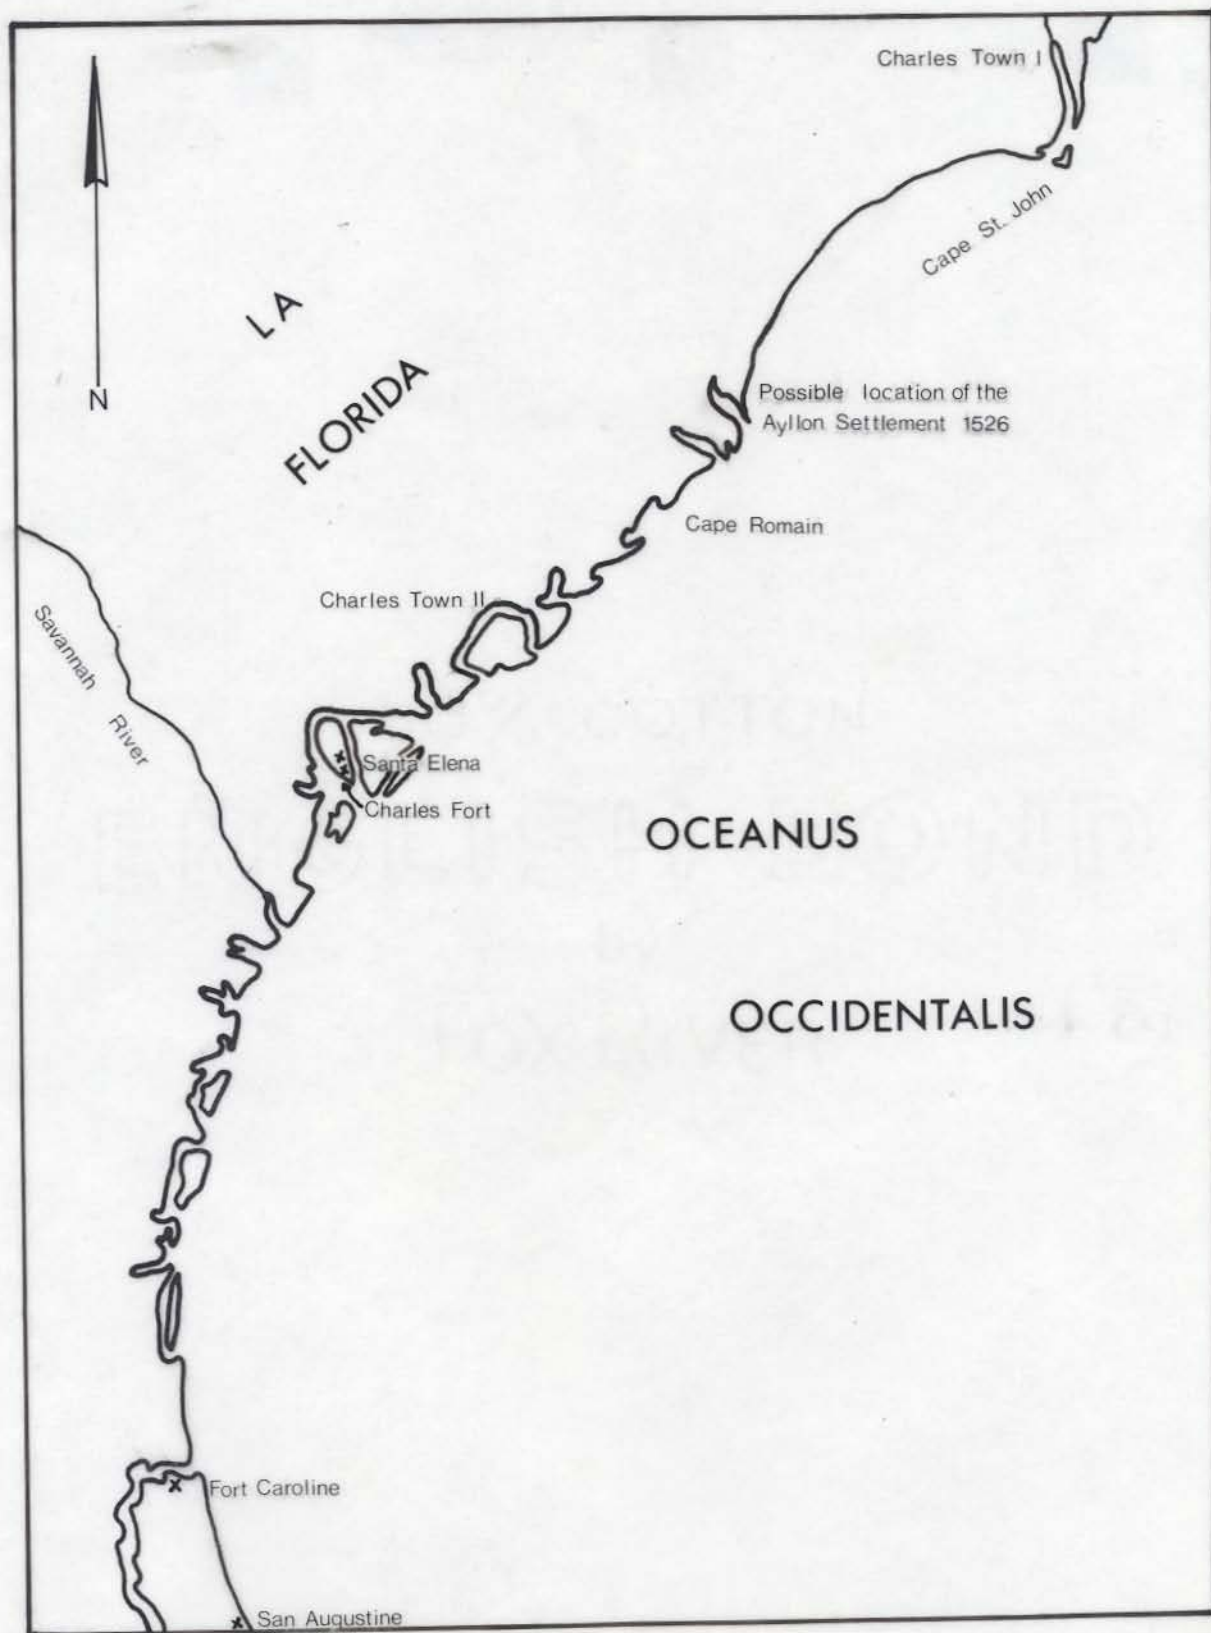 Charles Town I
Cape St. John
LA
FLORIDA
N
Possible location of the
Ayllon Settlement 1526
Cape Romain
Charles Town II
Savannah River
Santa Elena
Charles Fort
OCEANUS
OCCIDENTALIS
Fort Caroline
San Augustine